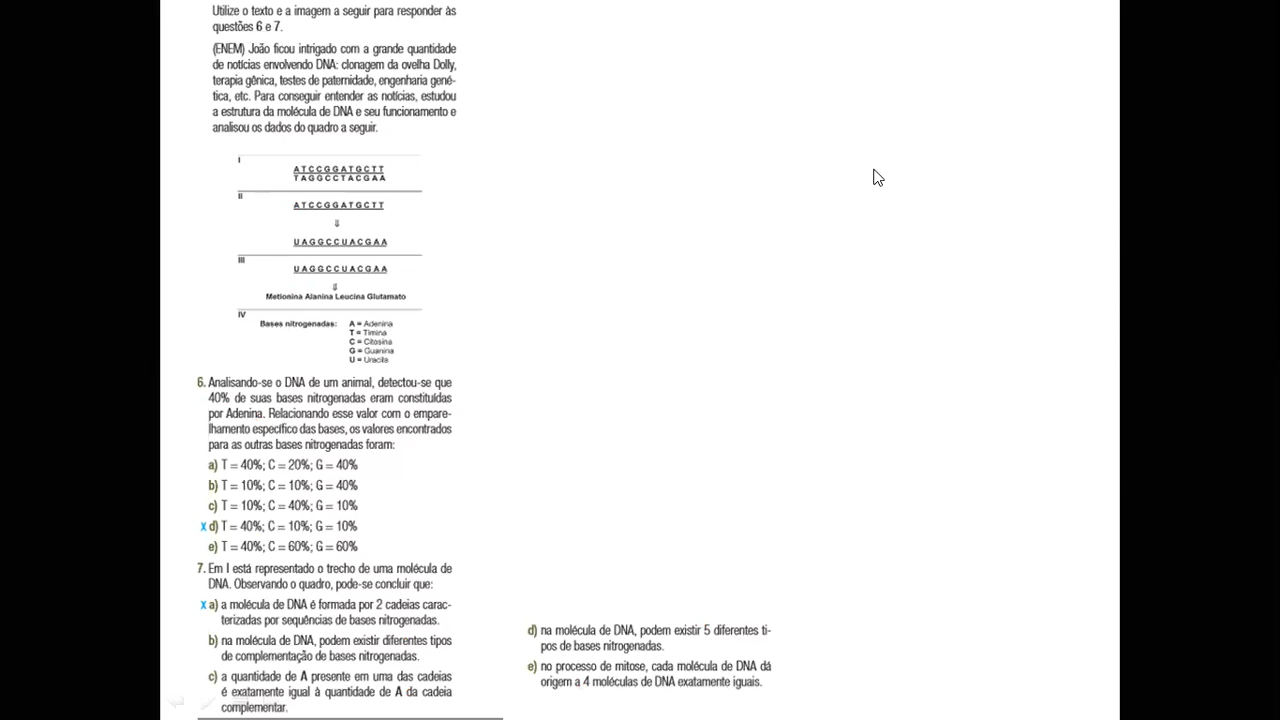 Utilize o texto e a imagem a seguir para responder às
questões 6 e 7.
(ENEM) João ficou intrigado com a grande quantidade
de notícias envolvendo DNA: clonagem da ovelha Dolly,
terapia gênica, testes de paternidade, engenharia gené-
tica, etc. Para conseguir entender as notícias, estudou
a estrutura da molécula de DNA e seu funcionamento e
analisou os dados do quadro a seguir.
I
A T C C G G A T G C T T
T A G G C C T A C G A A
II
A T C C G G A T G C T T
⇓
U A G G C C U A C G A A
III
U A G G C C U A C G A A
⇓
Metionina Alanina Leucina Glutamato
IV
Bases nitrogenadas: A = Adenina
T = Timina
C = Citosina
G = Guanina
U = Uracila
6. Analisando-se o DNA de um animal, detectou-se que
40% de suas bases nitrogenadas eram constituídas
por Adenina. Relacionando esse valor com o empare-
lhamento específico das bases, os valores encontrados
para as outras bases nitrogenadas foram:
a) T = 40%; C = 20%; G = 40%
b) T = 10%; C = 10%; G = 40%
c) T = 10%; C = 40%; G = 10%
x d) T = 40%; C = 10%; G = 10%
e) T = 40%; C = 60%; G = 60%
7. Em I está representado o trecho de uma molécula de
DNA. Observando o quadro, pode-se concluir que:
x a) a molécula de DNA é formada por 2 cadeias carac-
terizadas por sequências de bases nitrogenadas.
b) na molécula de DNA, podem existir diferentes tipos
de complementação de bases nitrogenadas.
c) a quantidade de A presente em uma das cadeias
é exatamente igual à quantidade de A da cadeia
complementar.
d) na molécula de DNA, podem existir 5 diferentes ti-
pos de bases nitrogenadas.
e) no processo de mitose, cada molécula de DNA dá
origem a 4 moléculas de DNA exatamente iguais.